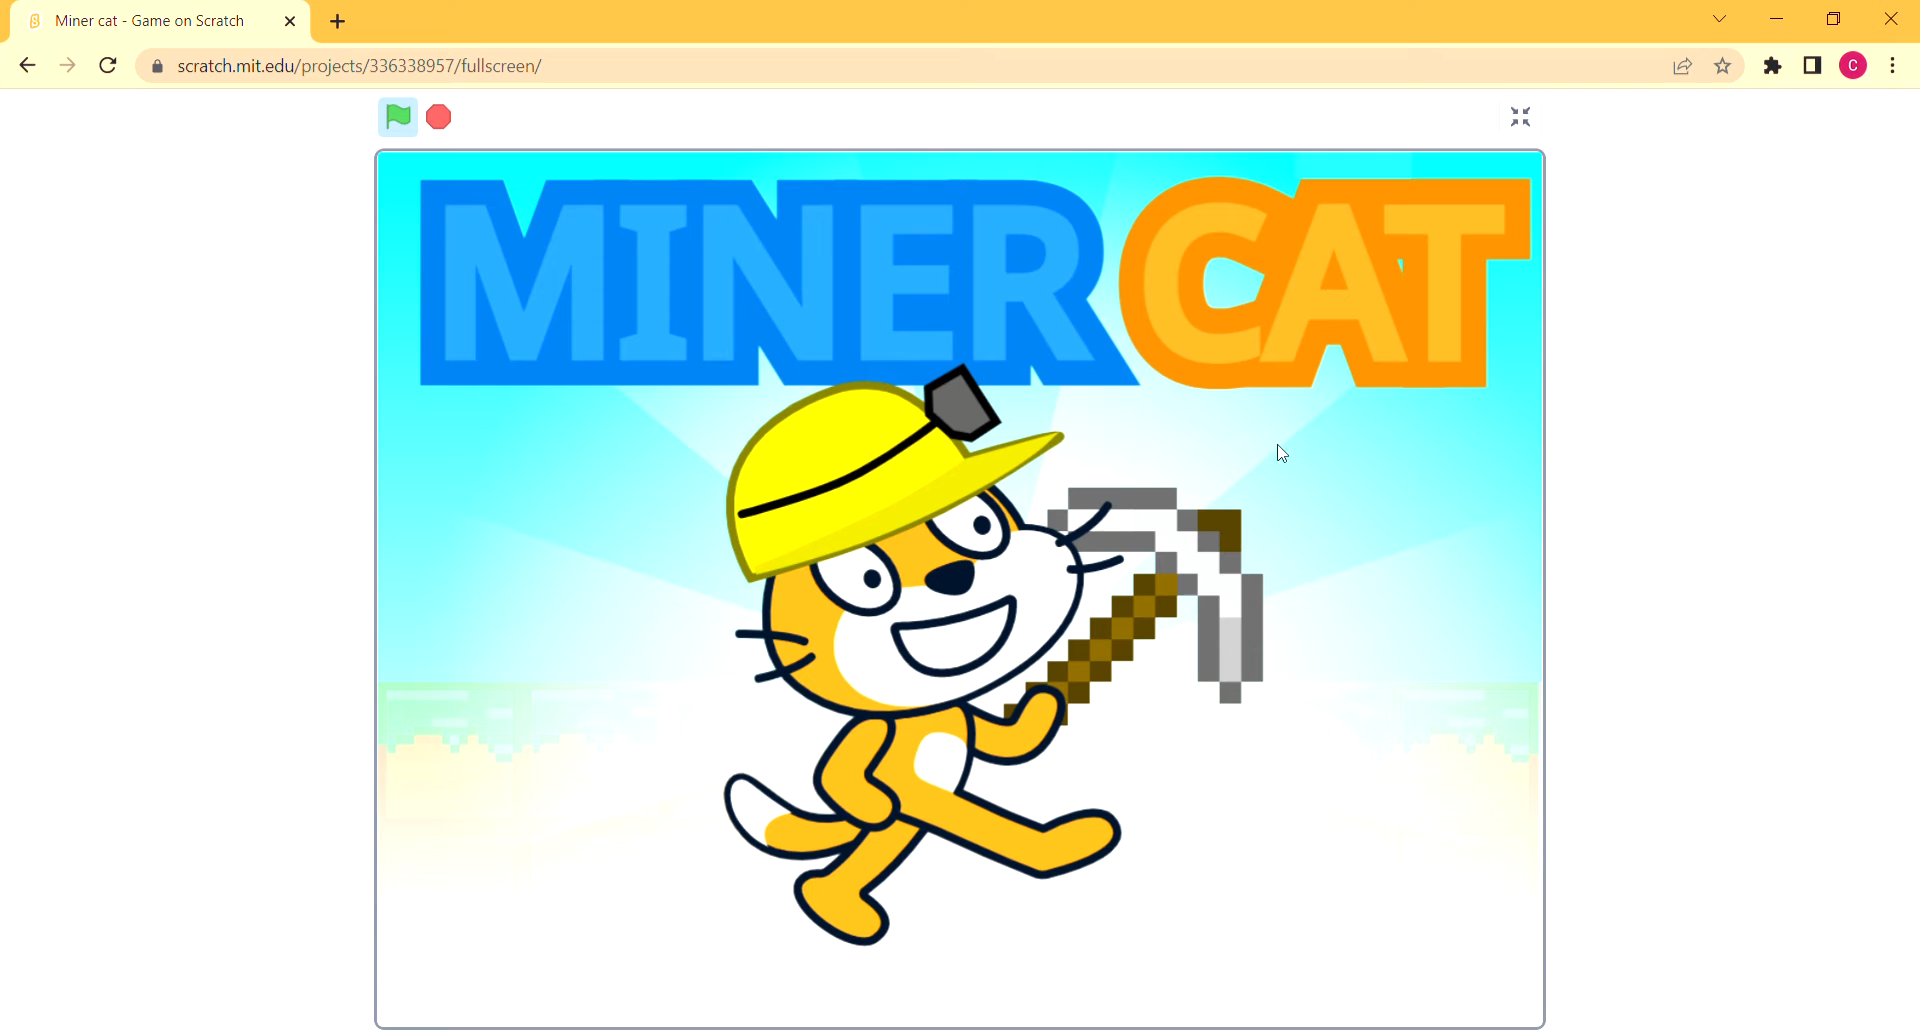 Miner cat - Game on Scratch
scratch.mit.edu/projects/336338957/fullscreen/
C
MINER CAT